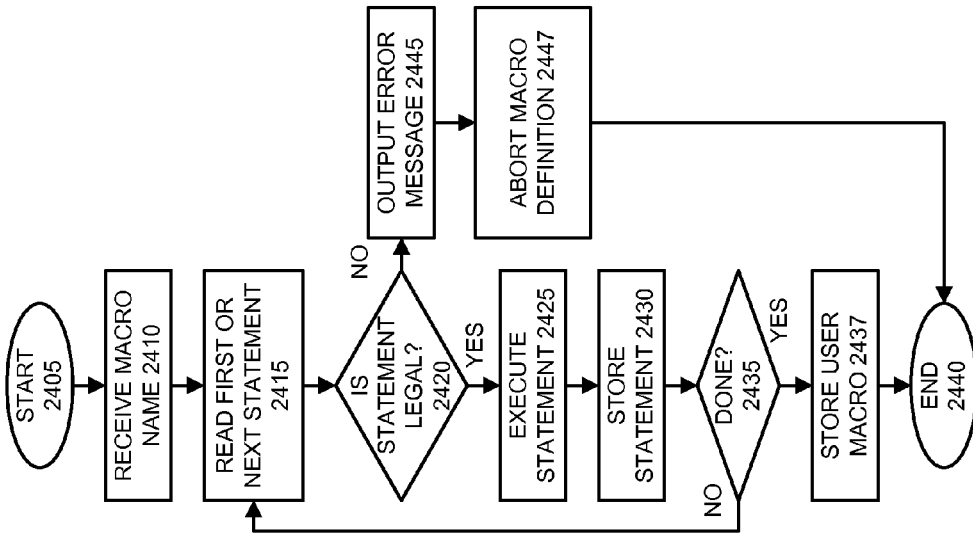 START
2405
RECEIVE MACRO
NAME 2410
READ FIRST OR
NEXT STATEMENT
2415
IS
STATEMENT
LEGAL?
2420
NO
OUTPUT ERROR
MESSAGE 2445
ABORT MACRO
DEFINITION 2447
YES
EXECUTE
STATEMENT 2425
STORE
STATEMENT 2430
DONE?
2435
NO
YES
STORE USER
MACRO 2437
END
2440